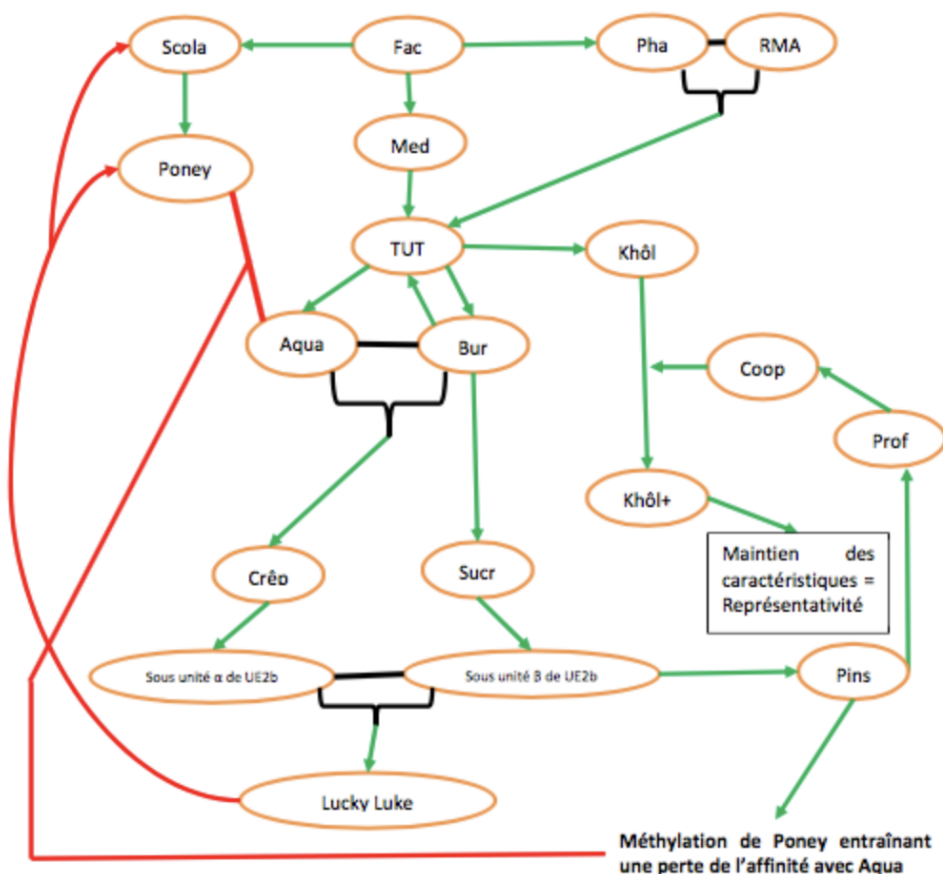 Scola
Fac
Pha
RMA
Med
Poney
TUT
Khôl
Aqua
Bur
Coop
Prof
Khôl+
Crêp
Sucr
Maintien des
caractéristiques =
Représentativité
Sous unité α de UE2b
Sous unité β de UE2b
Pins
Lucky Luke
Méthylation de Poney entraînant
une perte de l'affinité avec Aqua